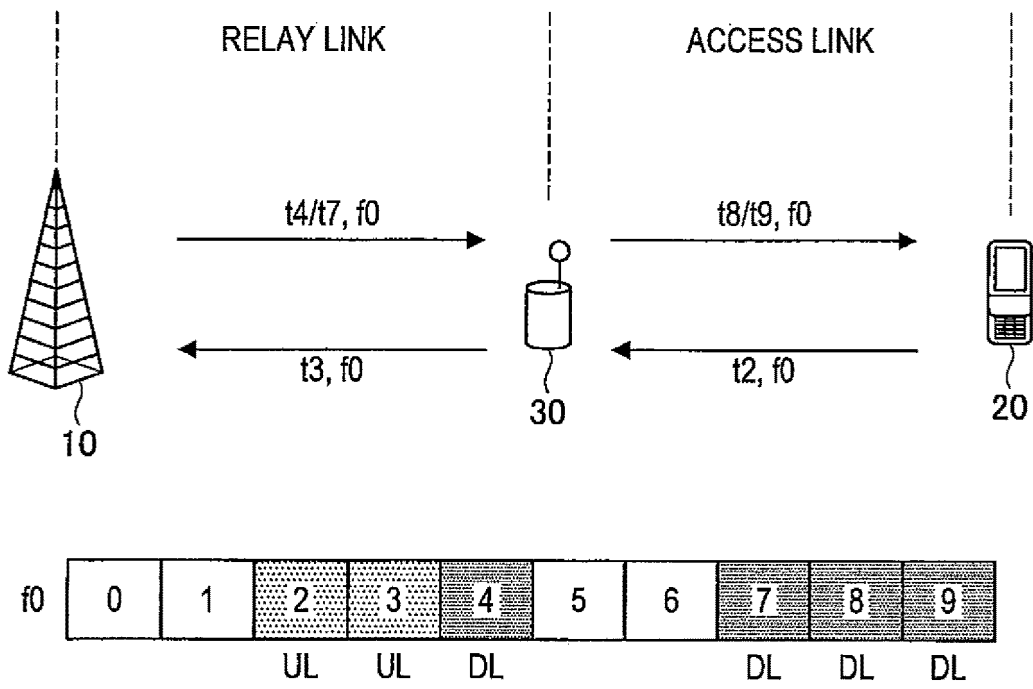 RELAY LINK ACCESS LINK
t4/t7, f0 t8/t9, f0
t3, f0 t2, f0
10 30 20
f0 0 1 2 3 4 5 6 7 8 9
UL UL DL DL DL DL